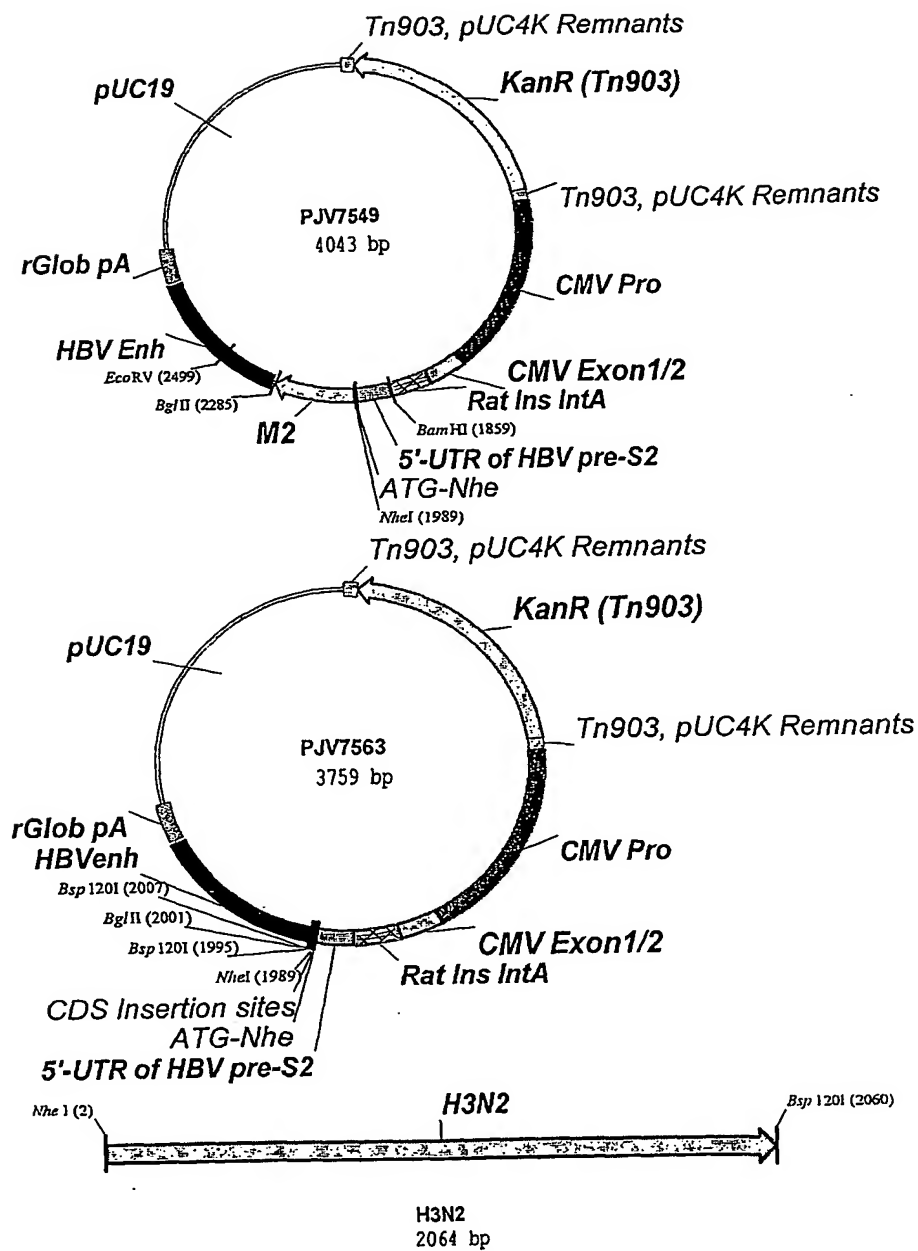 Tn903, pUC4K Remnants
KanR (Tn903)
pUC19
Tn903, pUC4K Remnants
PJV7549
4043 bp
rGlob pA
CMV Pro
HBV Enh
EcoRV (2499)
CMV Exon1/2
BglII (2285)
Rat Ins IntA
BamHI (1859)
M2
5'-UTR of HBV pre-S2
ATG-Nhe
NheI (1989)
Tn903, pUC4K Remnants
KanR (Tn903)
pUC19
Tn903, pUC4K Remnants
PJV7563
3759 bp
rGlob pA
HBVenh
CMV Pro
Bsp120I (2007)
BglII (2001)
Bsp120I (1995)
CMV Exon1/2
NheI (1989)
Rat Ins IntA
CDS Insertion sites
ATG-Nhe
5'-UTR of HBV pre-S2
Nhe I (2)
H3N2
Bsp120I (2060)
H3N2
2064 bp